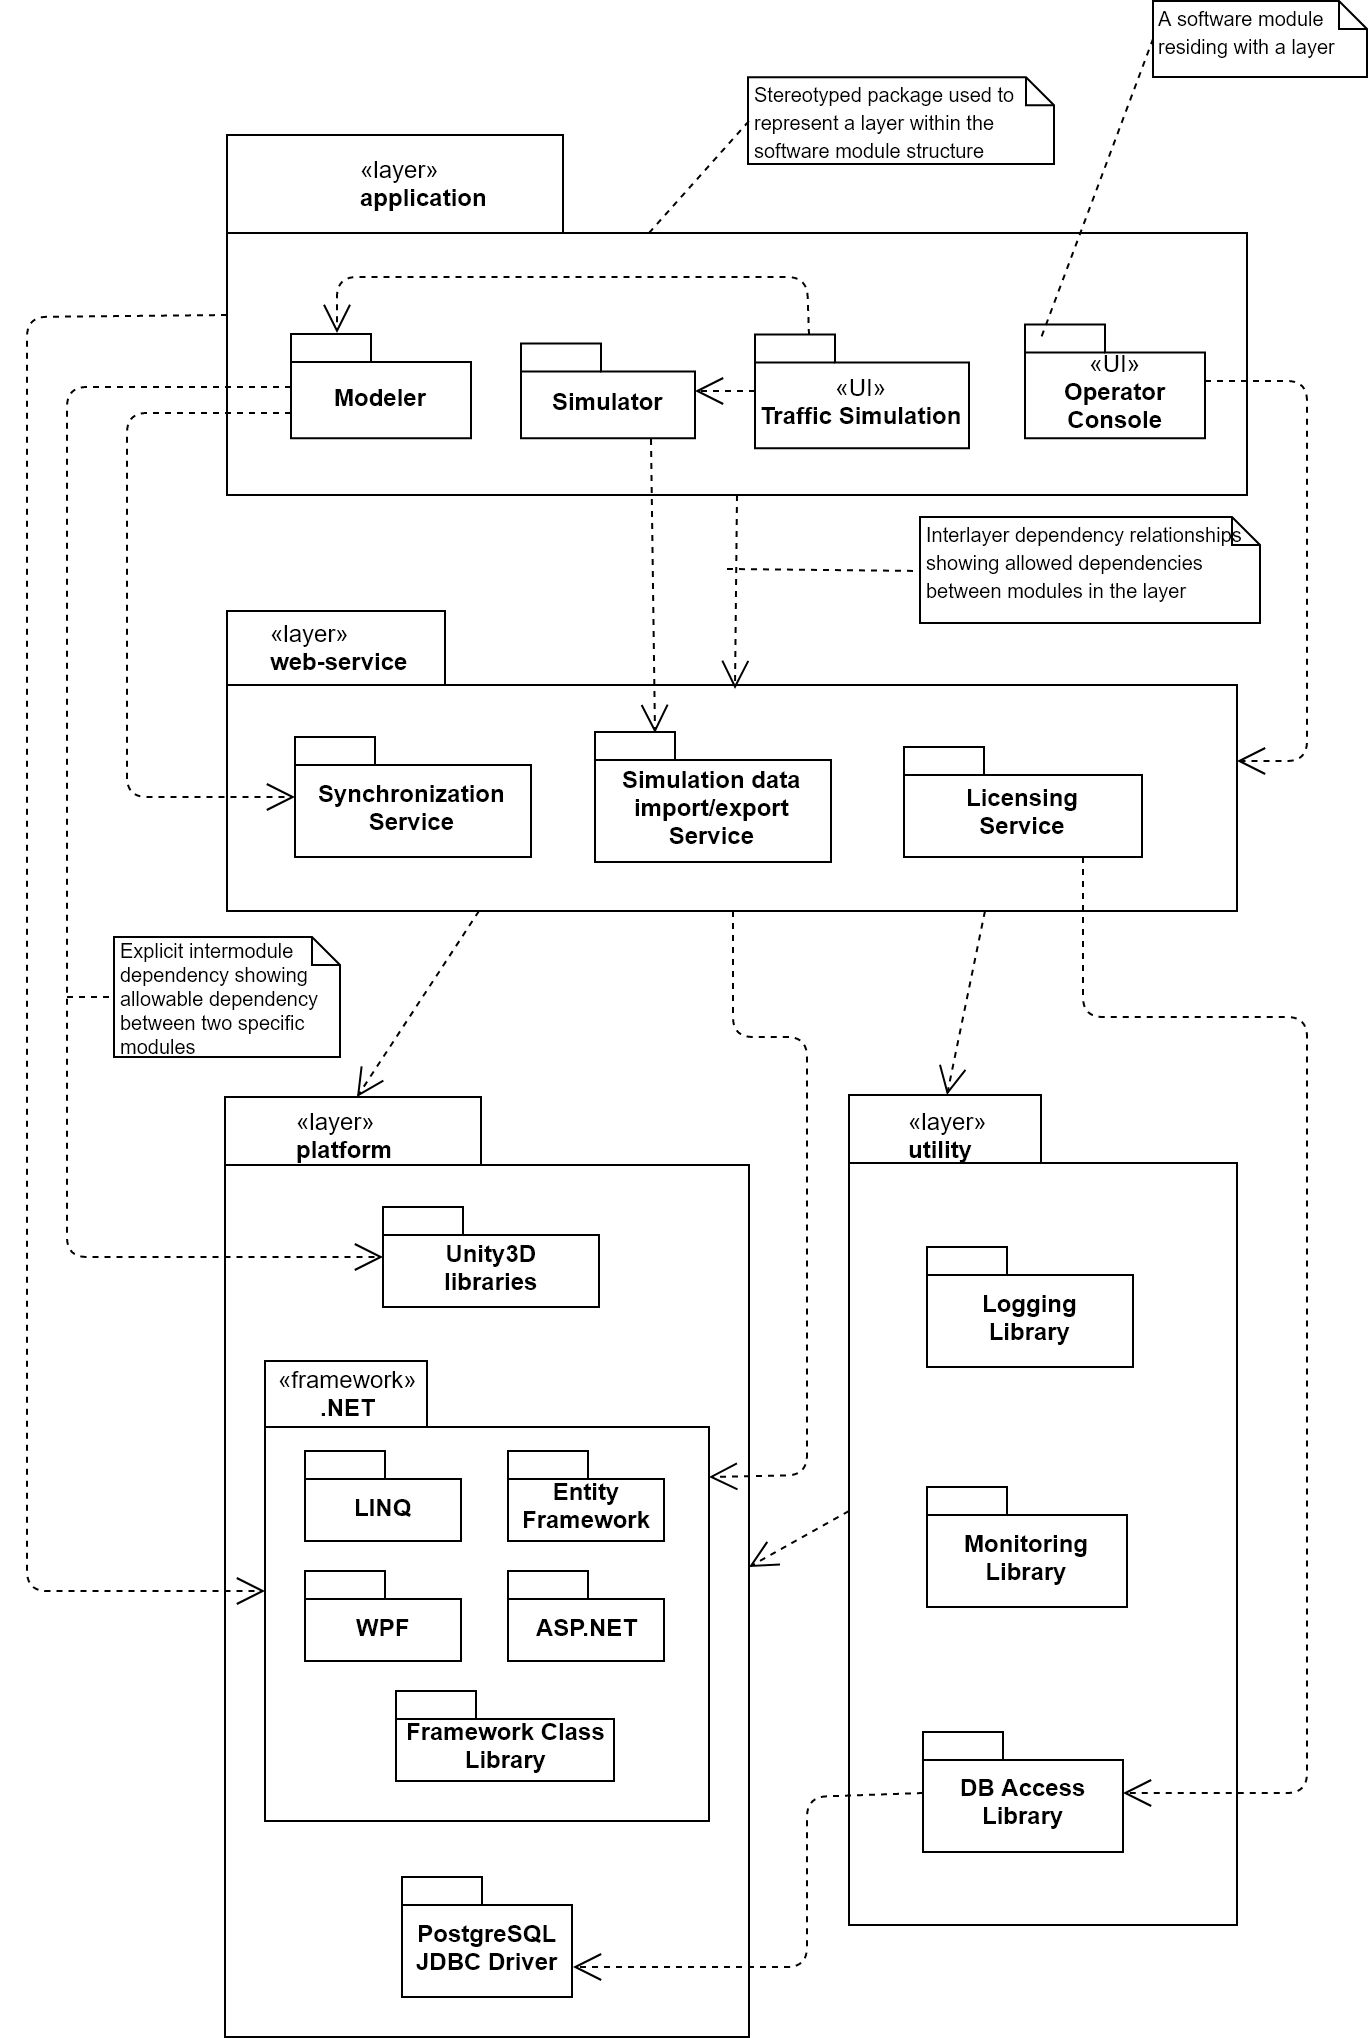 A software module
residing with a layer
Stereotyped package used to
represent a layer within the
software module structure
«layer»
application
Modeler
Simulator
«UI»
Traffic Simulation
«UI»
Operator
Console
Interlayer dependency relationships
showing allowed dependencies
between modules in the layer
«layer»
web-service
Synchronization
Service
Simulation data
import/export
Service
Licensing
Service
Explicit intermodule
dependency showing
allowable dependency
between two specific
modules
«layer»
platform
Unity3D
libraries
«framework»
.NET
LINQ
Entity
Framework
WPF
ASP.NET
Framework Class
Library
PostgreSQL
JDBC Driver
«layer»
utility
Logging
Library
Monitoring
Library
DB Access
Library